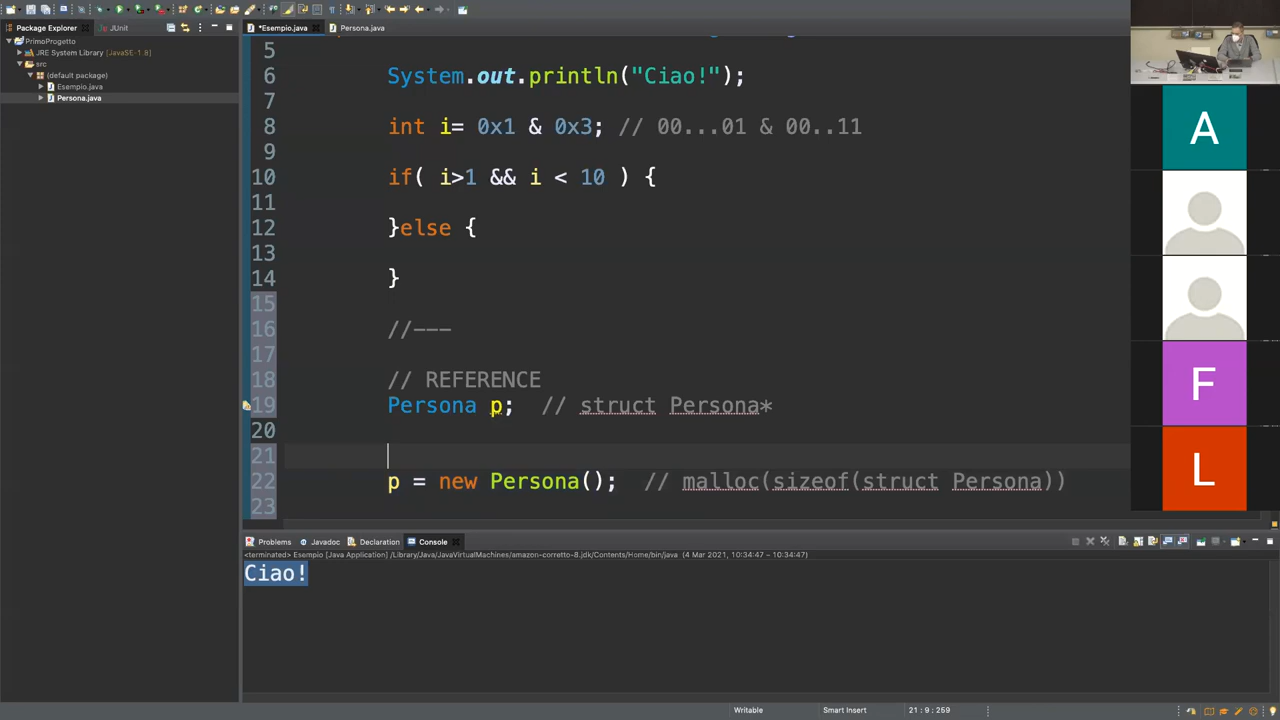 *Esempio.java
Persona.java
Package Explorer
JUnit
PrimoProgetto
JRE System Library [JavaSE-1.8]
src
(default package)
Esempio.java
Persona.java
5
6 System.out.println("Ciao!");
7
8 int i= 0x1 & 0x3; // 00...01 & 00..11
9
10 if( i>1 && i < 10 ) {
11
12 }else {
13
14 }
15
16 //---
17
18 // REFERENCE
19 Persona p; // struct Persona*
20
21
22 p = new Persona(); // malloc(sizeof(struct Persona))
23
A
F
L
Problems
Javadoc
Declaration
Console
<terminated> Esempio [Java Application] /Library/Java/JavaVirtualMachines/amazon-corretto-8.jdk/Contents/Home/bin/java (4 Mar 2021, 10:34:47 – 10:34:47)
Ciao!
Writable
Smart Insert
21 : 9 : 259